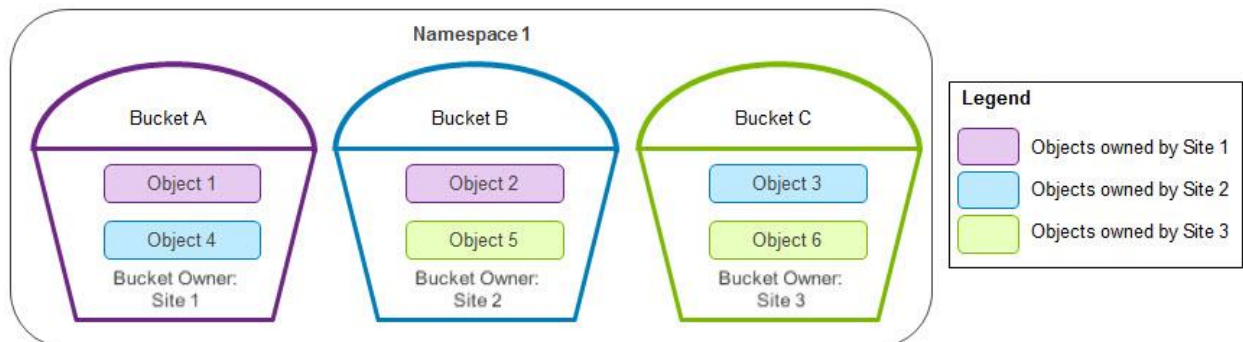 Namespace 1
Bucket A
Object 1
Object 4
Bucket Owner:
Site 1
Bucket B
Object 2
Object 5
Bucket Owner:
Site 2
Bucket C
Object 3
Object 6
Bucket Owner:
Site 3
Legend
Objects owned by Site 1
Objects owned by Site 2
Objects owned by Site 3